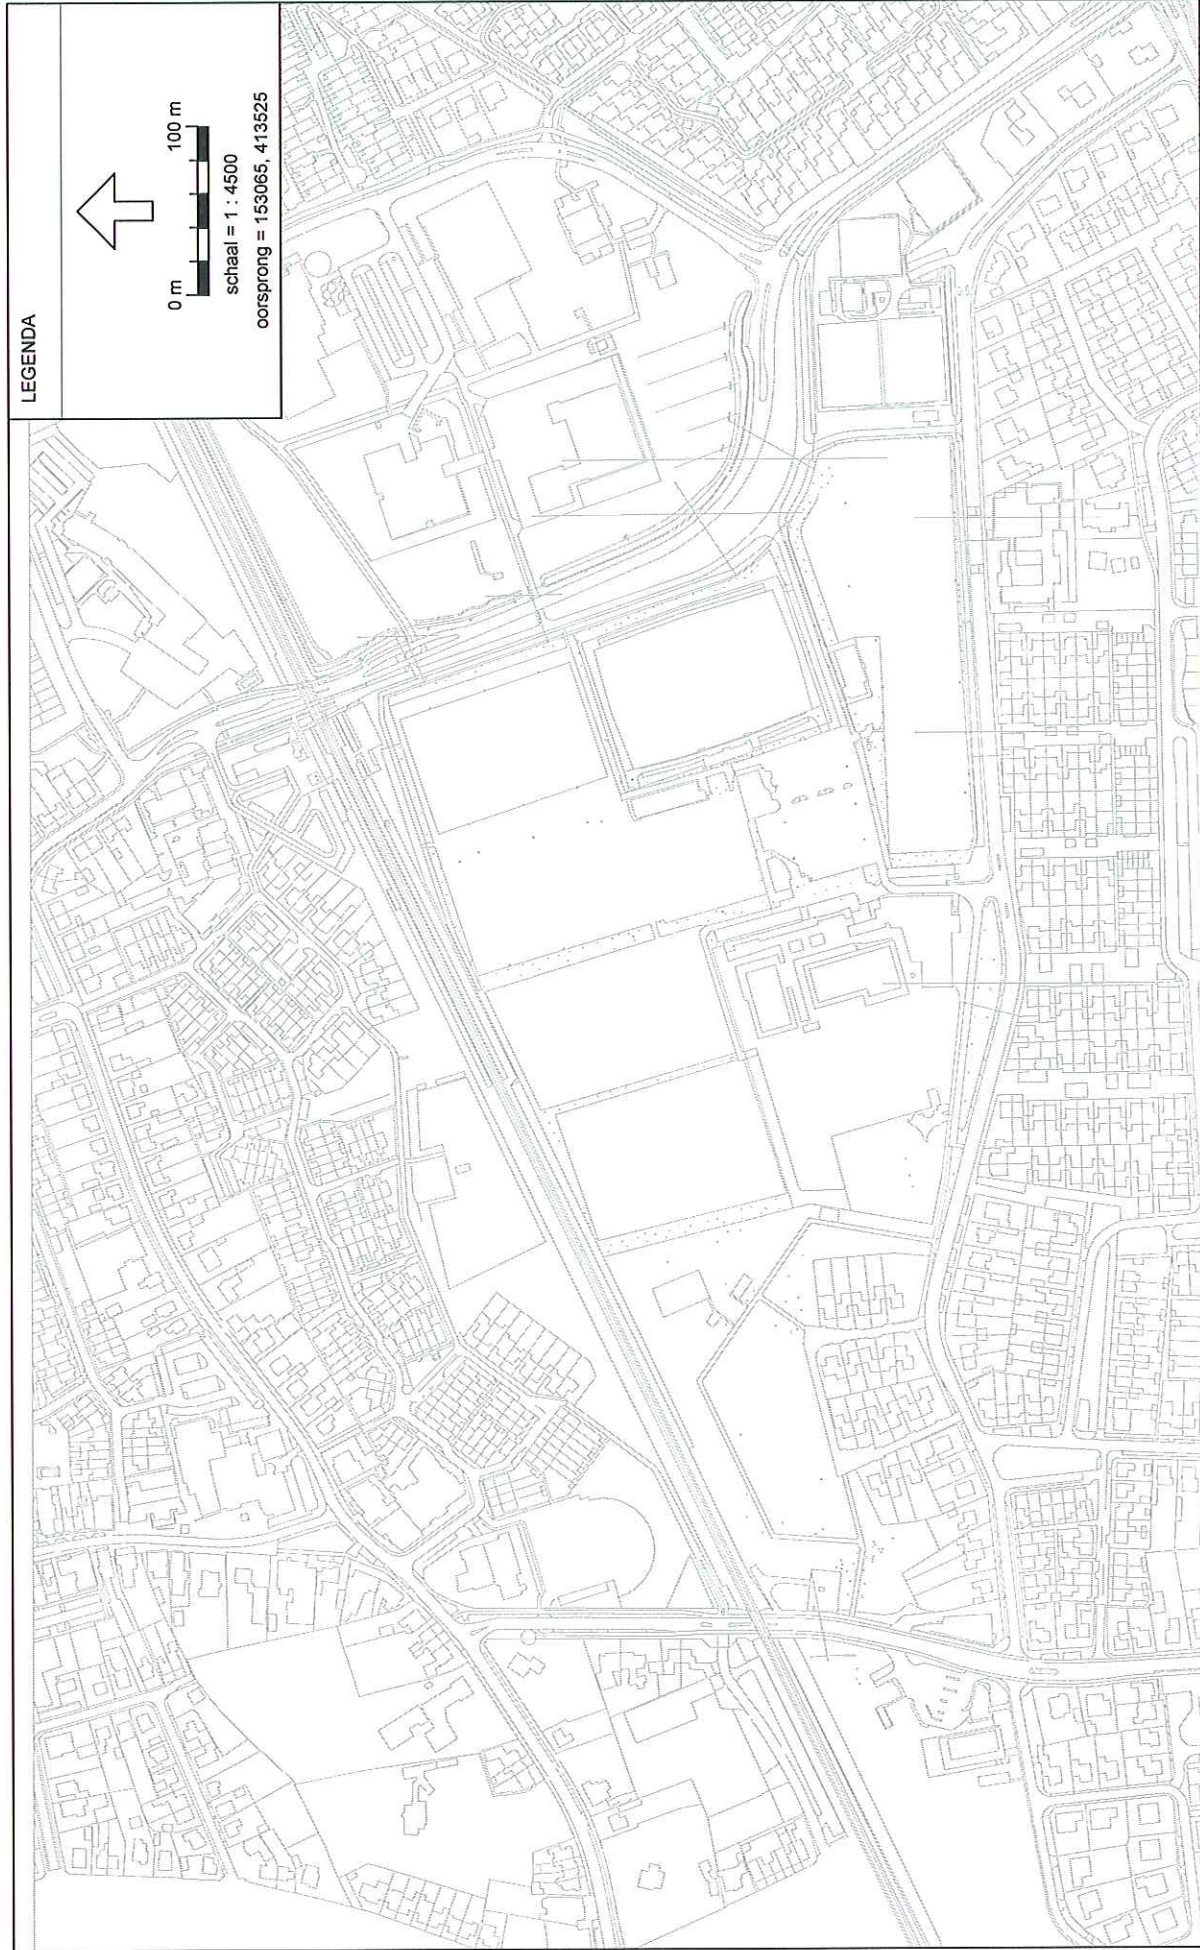 LEGENDA
0 m 100 m
schaal = 1 : 4500
oorsprong = 153065, 413525